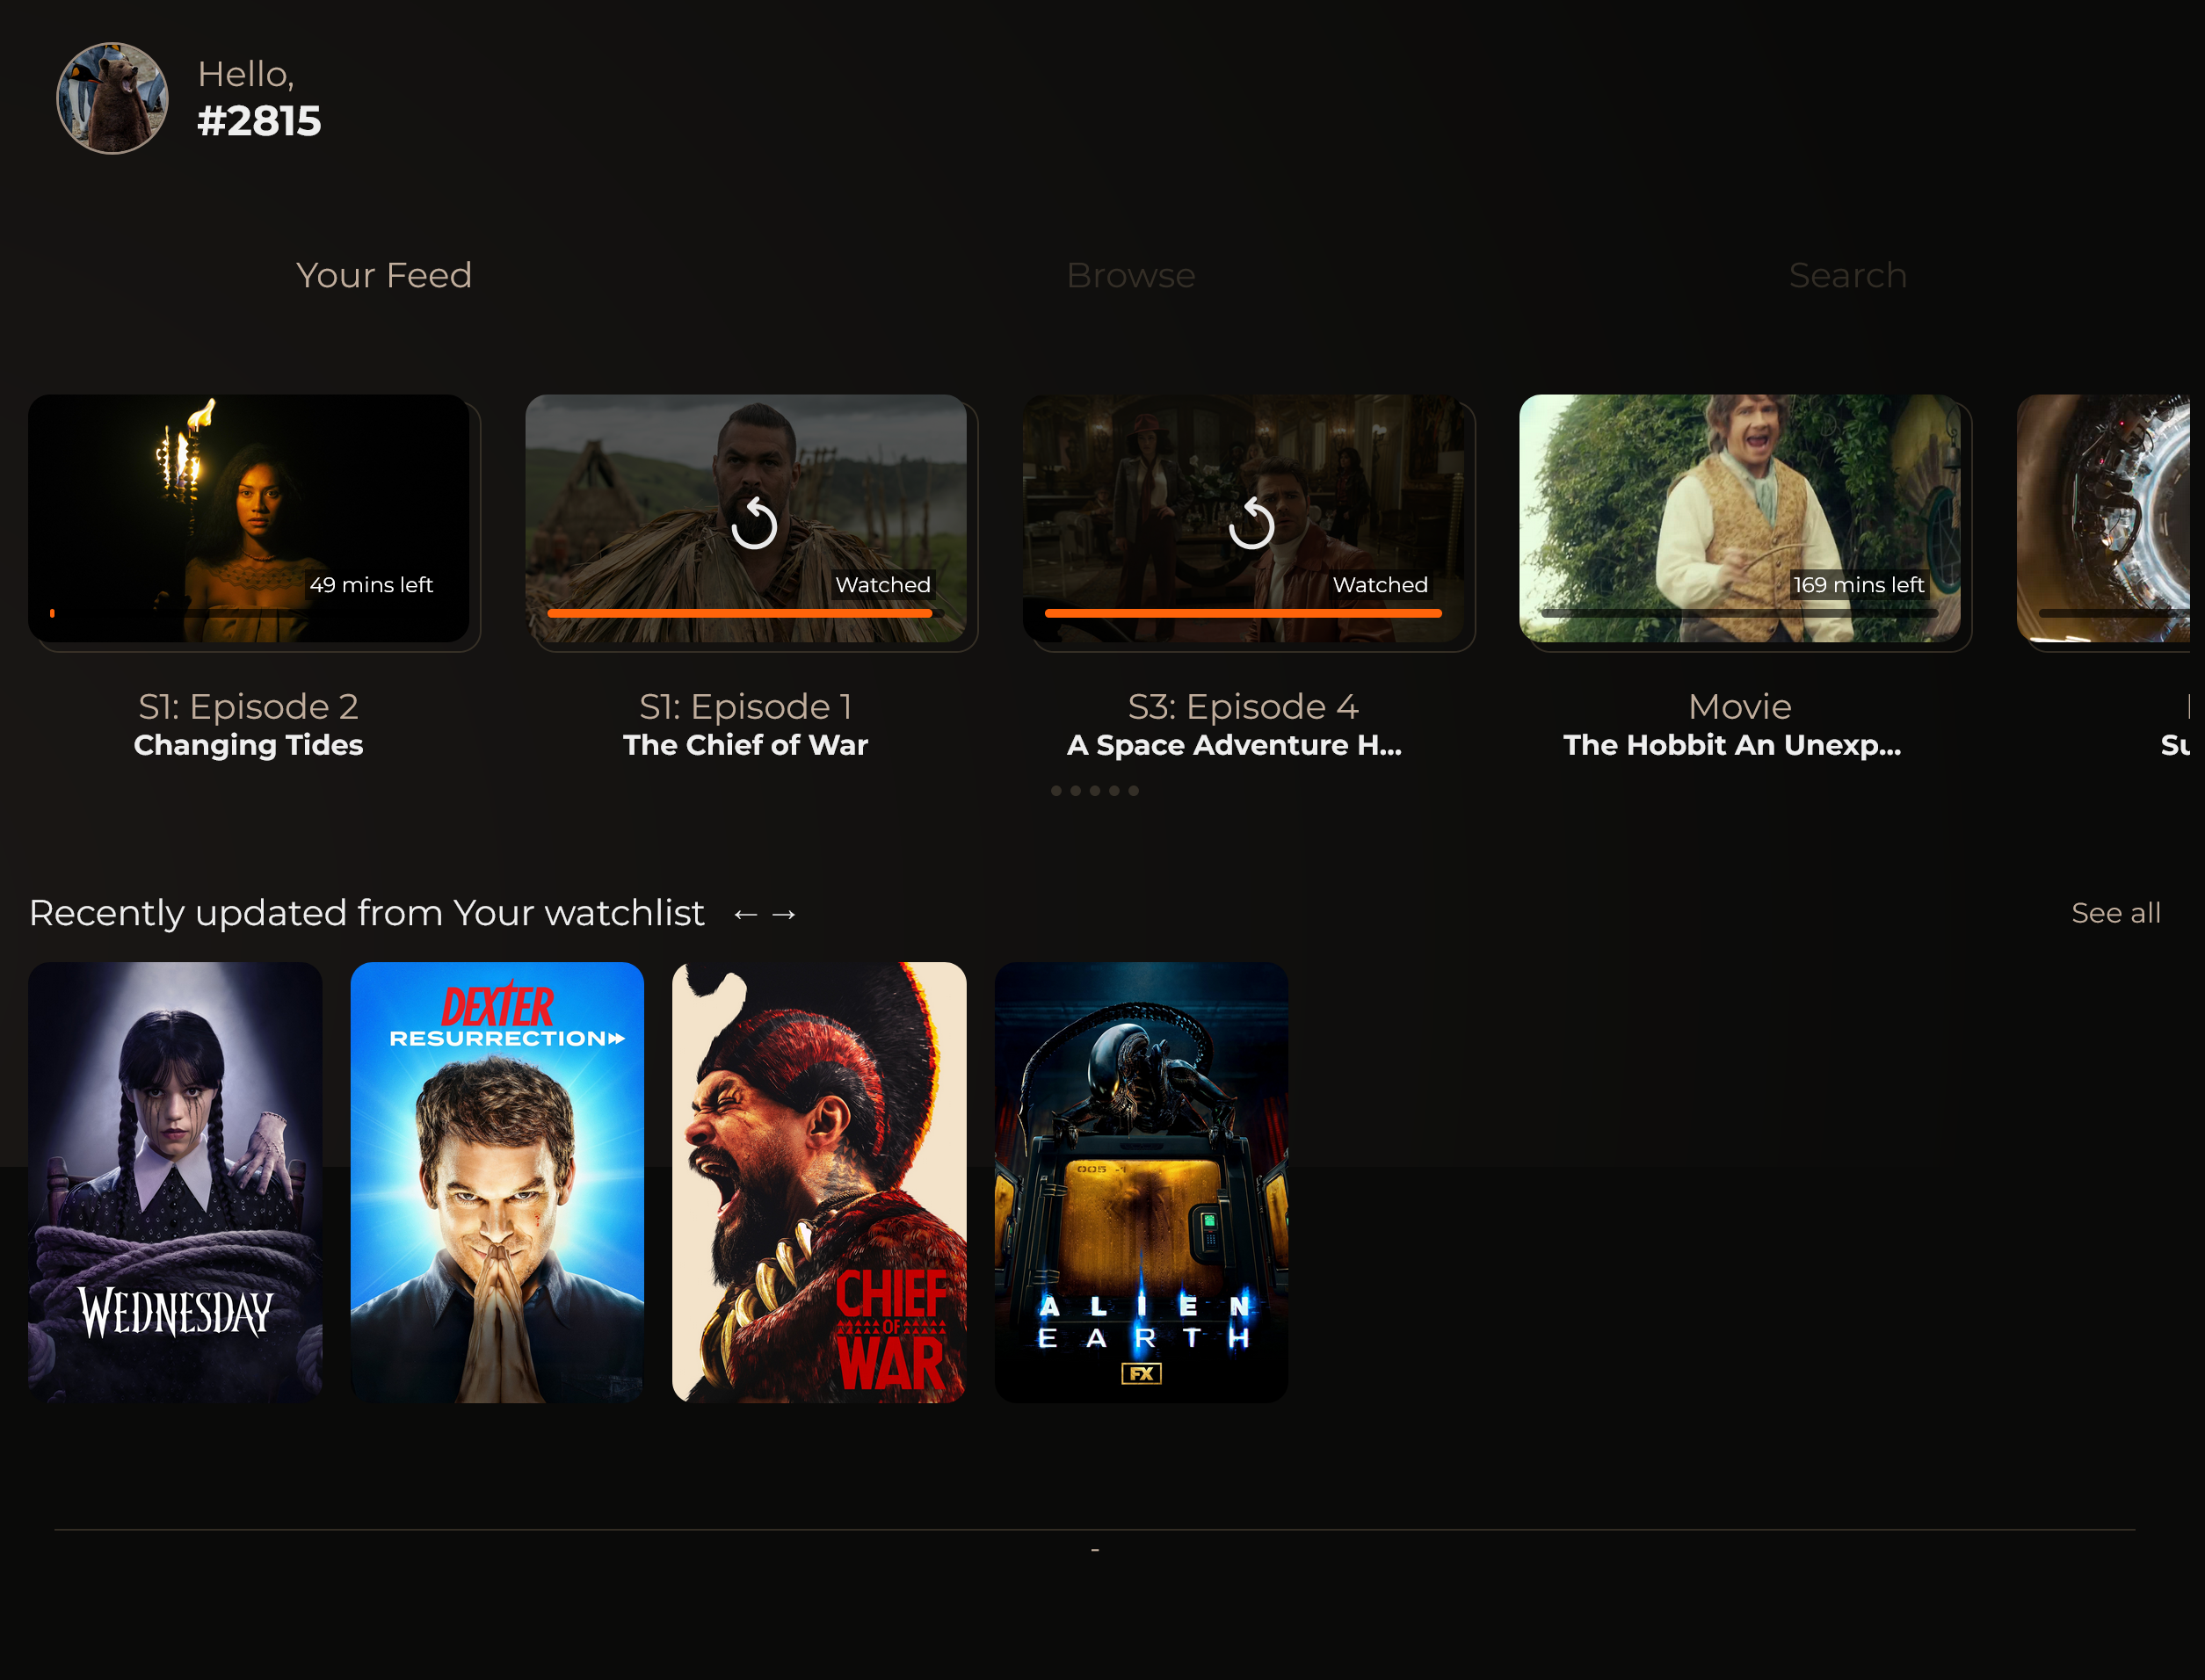 Hello,
#2815
Your Feed
Browse
Search
49 mins left
Watched
Watched
169 mins left
S1: Episode 2
Changing Tides
S1: Episode 1
The Chief of War
S3: Episode 4
A Space Adventure H...
Movie
The Hobbit An Unexp...
Su
Recently updated from Your watchlist ← →
See all
WEDNESDAY
DEXTER
RESURRECTION
CHIEF
OF
WAR
005 -1
ALIEN
EARTH
FX
-